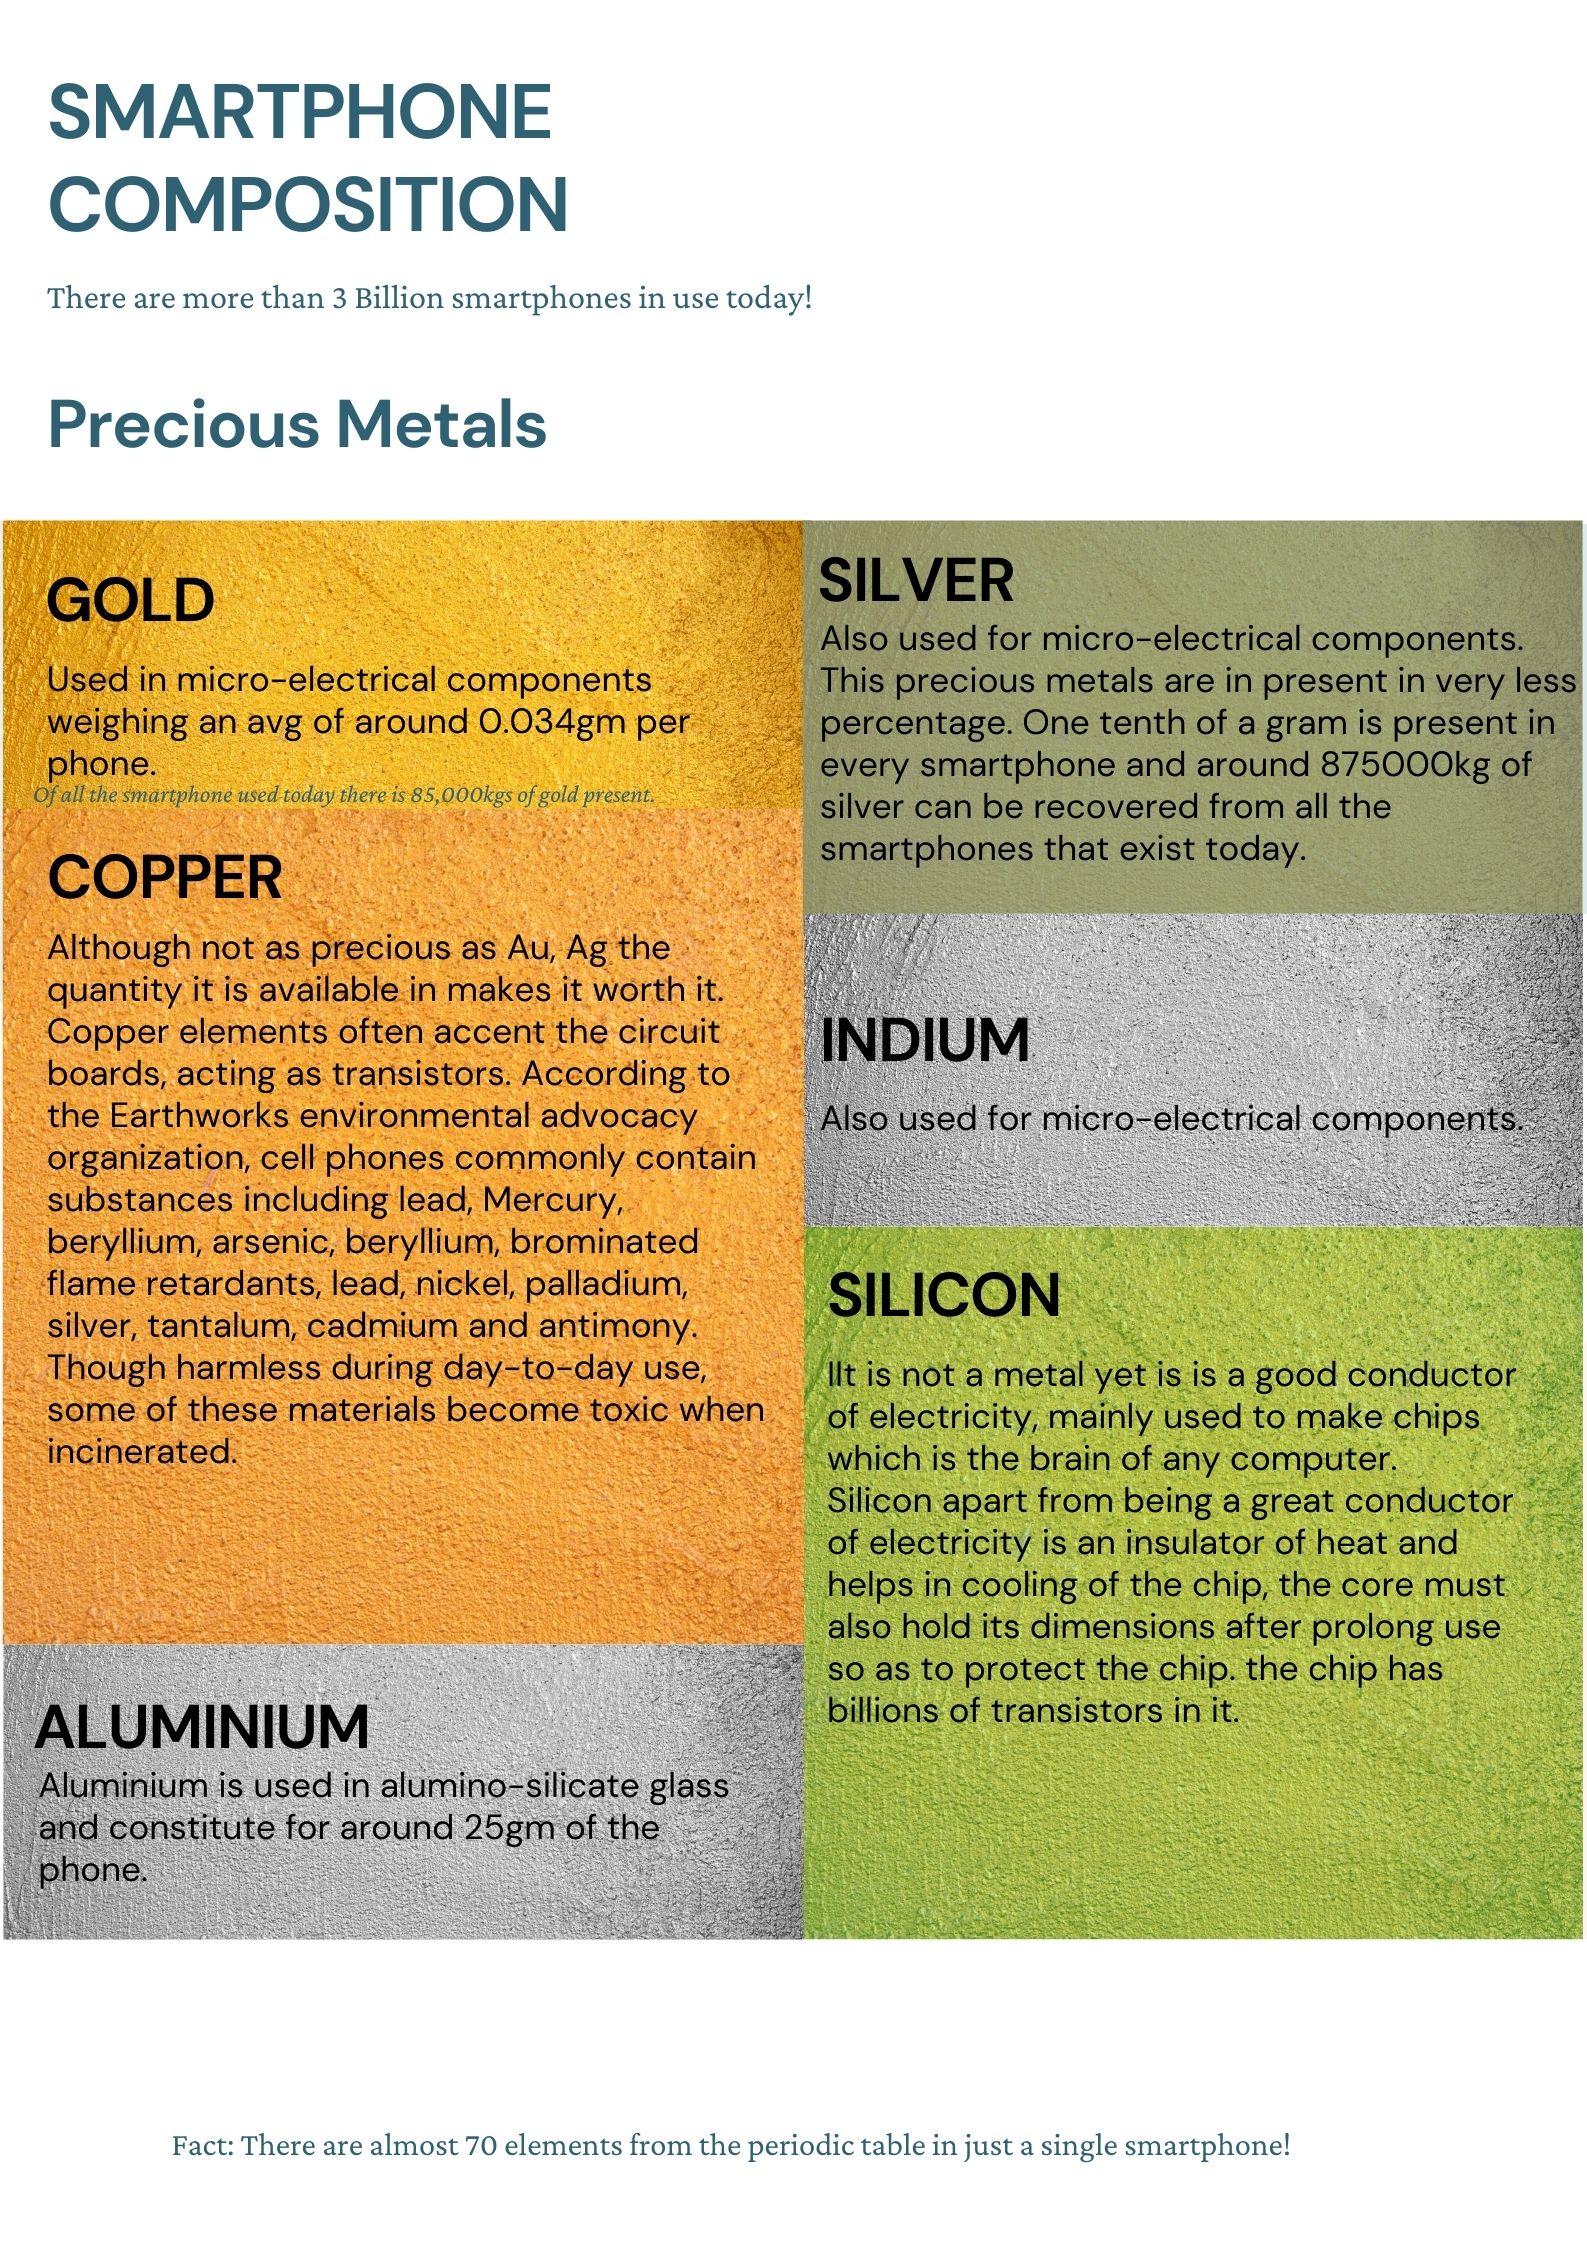 SMARTPHONE
COMPOSITION
There are more than 3 Billion smartphones in use today!
Precious Metals
GOLD
Used in micro-electrical components
weighing an avg of around 0.034gm per
phone.
Of all the smartphone used today there is 85,000kgs of gold present.
COPPER
Although not as precious as Au, Ag the
quantity it is available in makes it worth it.
Copper elements often accent the circuit
boards, acting as transistors. According to
the Earthworks environmental advocacy
organization, cell phones commonly contain
substances including lead, Mercury,
beryllium, arsenic, beryllium, brominated
flame retardants, lead, nickel, palladium,
silver, tantalum, cadmium and antimony.
Though harmless during day-to-day use,
some of these materials become toxic when
incinerated.
ALUMINIUM
Aluminium is used in alumino-silicate glass
and constitute for around 25gm of the
phone.
SILVER
Also used for micro-electrical components.
This precious metals are in present in very less
percentage. One tenth of a gram is present in
every smartphone and around 875000kg of
silver can be recovered from all the
smartphones that exist today.
INDIUM
Also used for micro-electrical components.
SILICON
IIt is not a metal yet is is a good conductor
of electricity, mainly used to make chips
which is the brain of any computer.
Silicon apart from being a great conductor
of electricity is an insulator of heat and
helps in cooling of the chip, the core must
also hold its dimensions after prolong use
so as to protect the chip. the chip has
billions of transistors in it.
Fact: There are almost 70 elements from the periodic table in just a single smartphone!